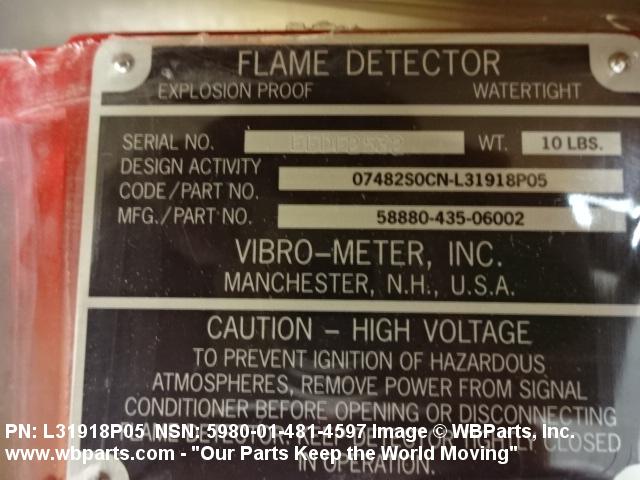 FLAME DETECTOR
EXPLOSION PROOF WATERTIGHT
SERIAL NO. WT. 10 LBS.
DESIGN ACTIVITY
CODE/PART NO. 07482S0CN-L31918P05
MFG./PART NO. 58880-435-06002
VIBRO-METER, INC.
MANCHESTER, N.H., U.S.A.
CAUTION - HIGH VOLTAGE
TO PREVENT IGNITION OF HAZARDOUS
ATMOSPHERES, REMOVE POWER FROM SIGNAL
CONDITIONER BEFORE OPENING OR DISCONNECTING
FLAME DETECTOR. CLOSED
IN OPERATION.
PN: L31918P05 NSN: 5980-01-481-4597 Image © WBParts, Inc.
www.wbparts.com - "Our Parts Keep the World Moving"